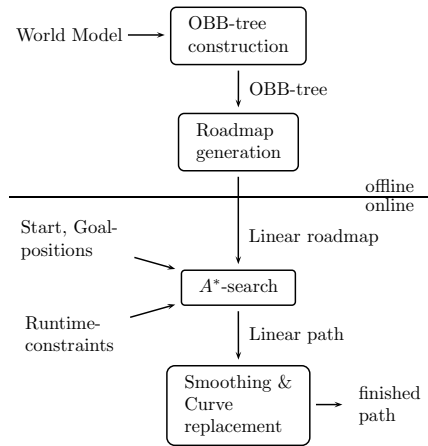 World Model
OBB-tree
construction
OBB-tree
Roadmap
generation
offline
online
Start, Goal-
positions
Linear roadmap
A*-search
Runtime-
constraints
Linear path
Smoothing &
Curve
replacement
finished
path